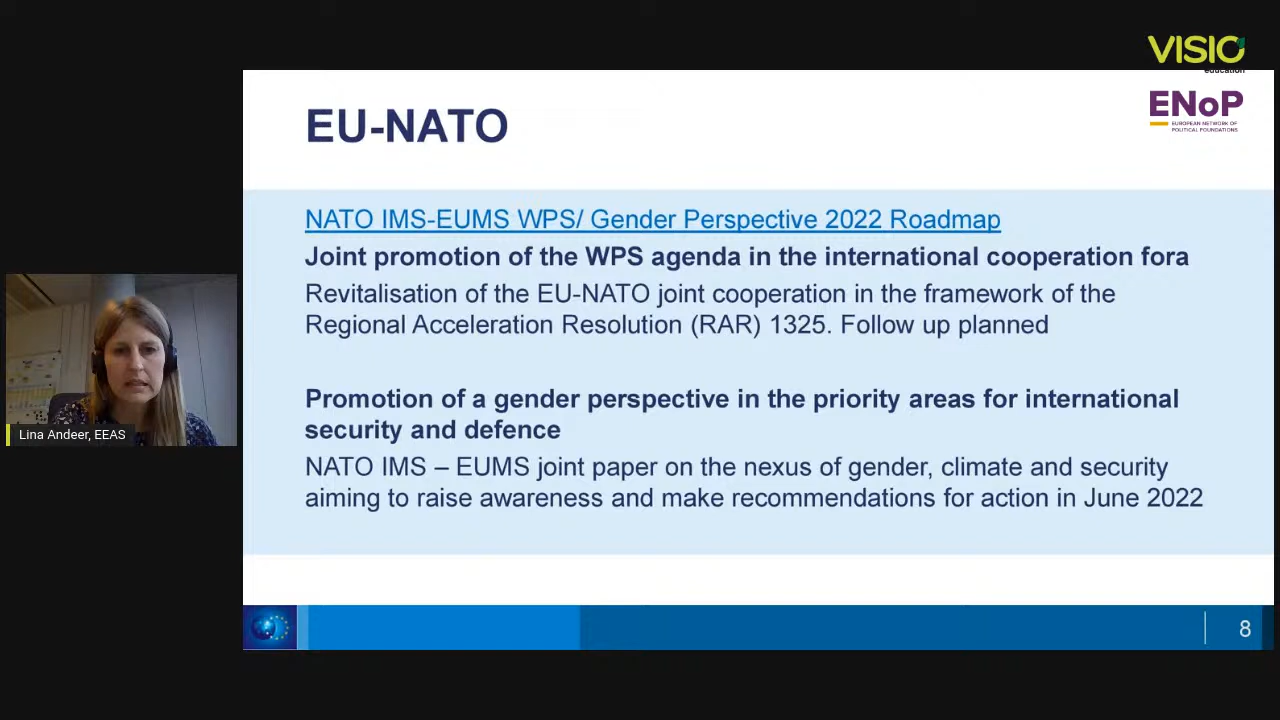 VISIO
education
ENoP
EUROPEAN NETWORK OF
POLITICAL FOUNDATIONS
EU-NATO
NATO IMS-EUMS WPS/ Gender Perspective 2022 Roadmap
Joint promotion of the WPS agenda in the international cooperation fora
Revitalisation of the EU-NATO joint cooperation in the framework of the
Regional Acceleration Resolution (RAR) 1325. Follow up planned
Promotion of a gender perspective in the priority areas for international
security and defence
NATO IMS – EUMS joint paper on the nexus of gender, climate and security
aiming to raise awareness and make recommendations for action in June 2022
Lina Andeer, EEAS
8